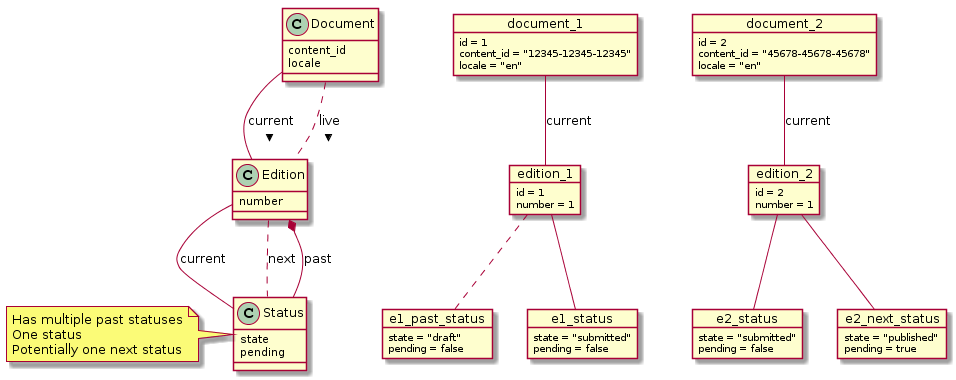 C Document
content_id
locale
current
live
C Edition
number
current
next
past
C Status
state
pending
Has multiple past statuses
One status
Potentially one next status
document_1
id = 1
content_id = "12345-12345-12345"
locale = "en"
current
edition_1
id = 1
number = 1
e1_past_status
state = "draft"
pending = false
e1_status
state = "submitted"
pending = false
document_2
id = 2
content_id = "45678-45678-45678"
locale = "en"
current
edition_2
id = 2
number = 1
e2_status
state = "submitted"
pending = false
e2_next_status
state = "published"
pending = true